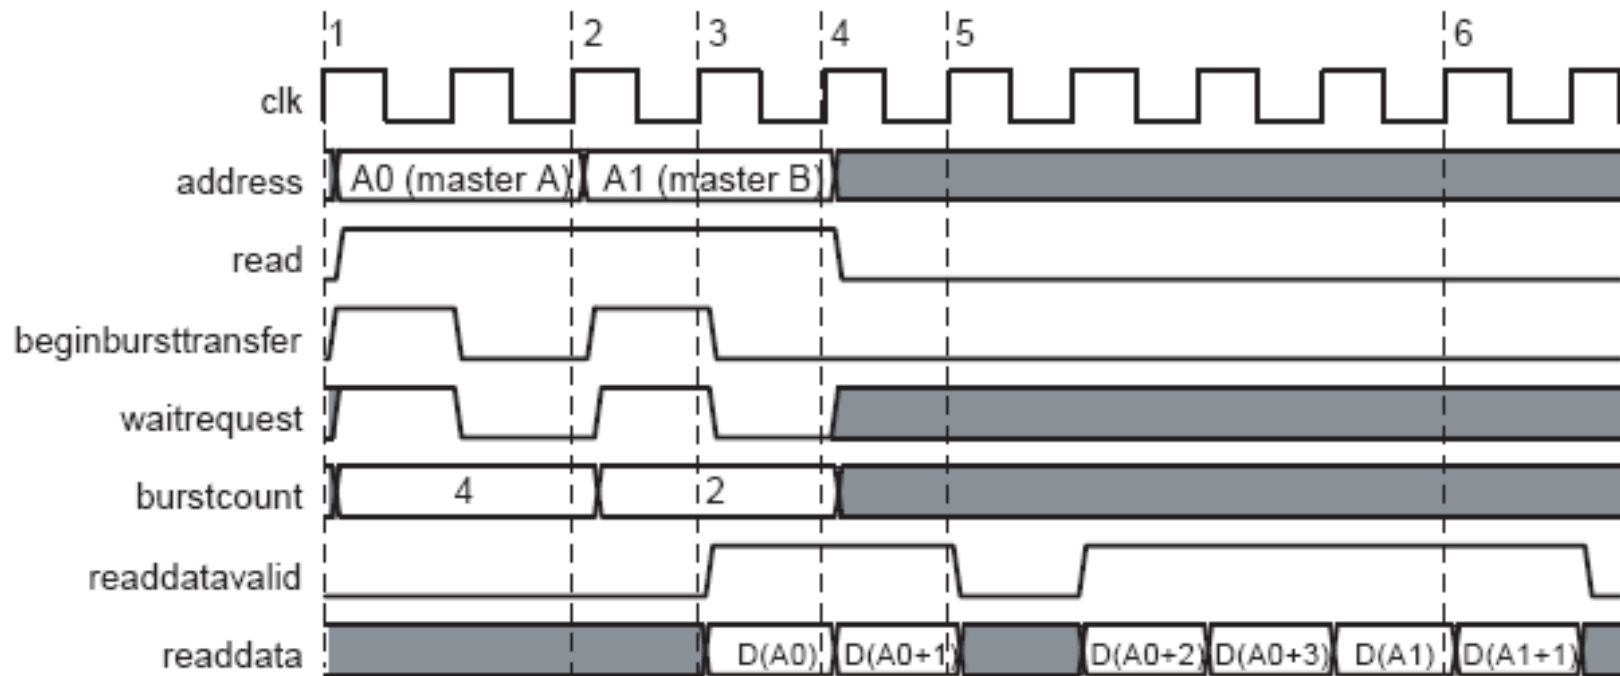 1 2 3 4 5 6
clk
address A0 (master A) A1 (master B)
read
beginbursttransfer
waitrequest
burstcount 4 2
readdatavalid
readdata D(A0) D(A0+1) D(A0+2) D(A0+3) D(A1) D(A1+1)